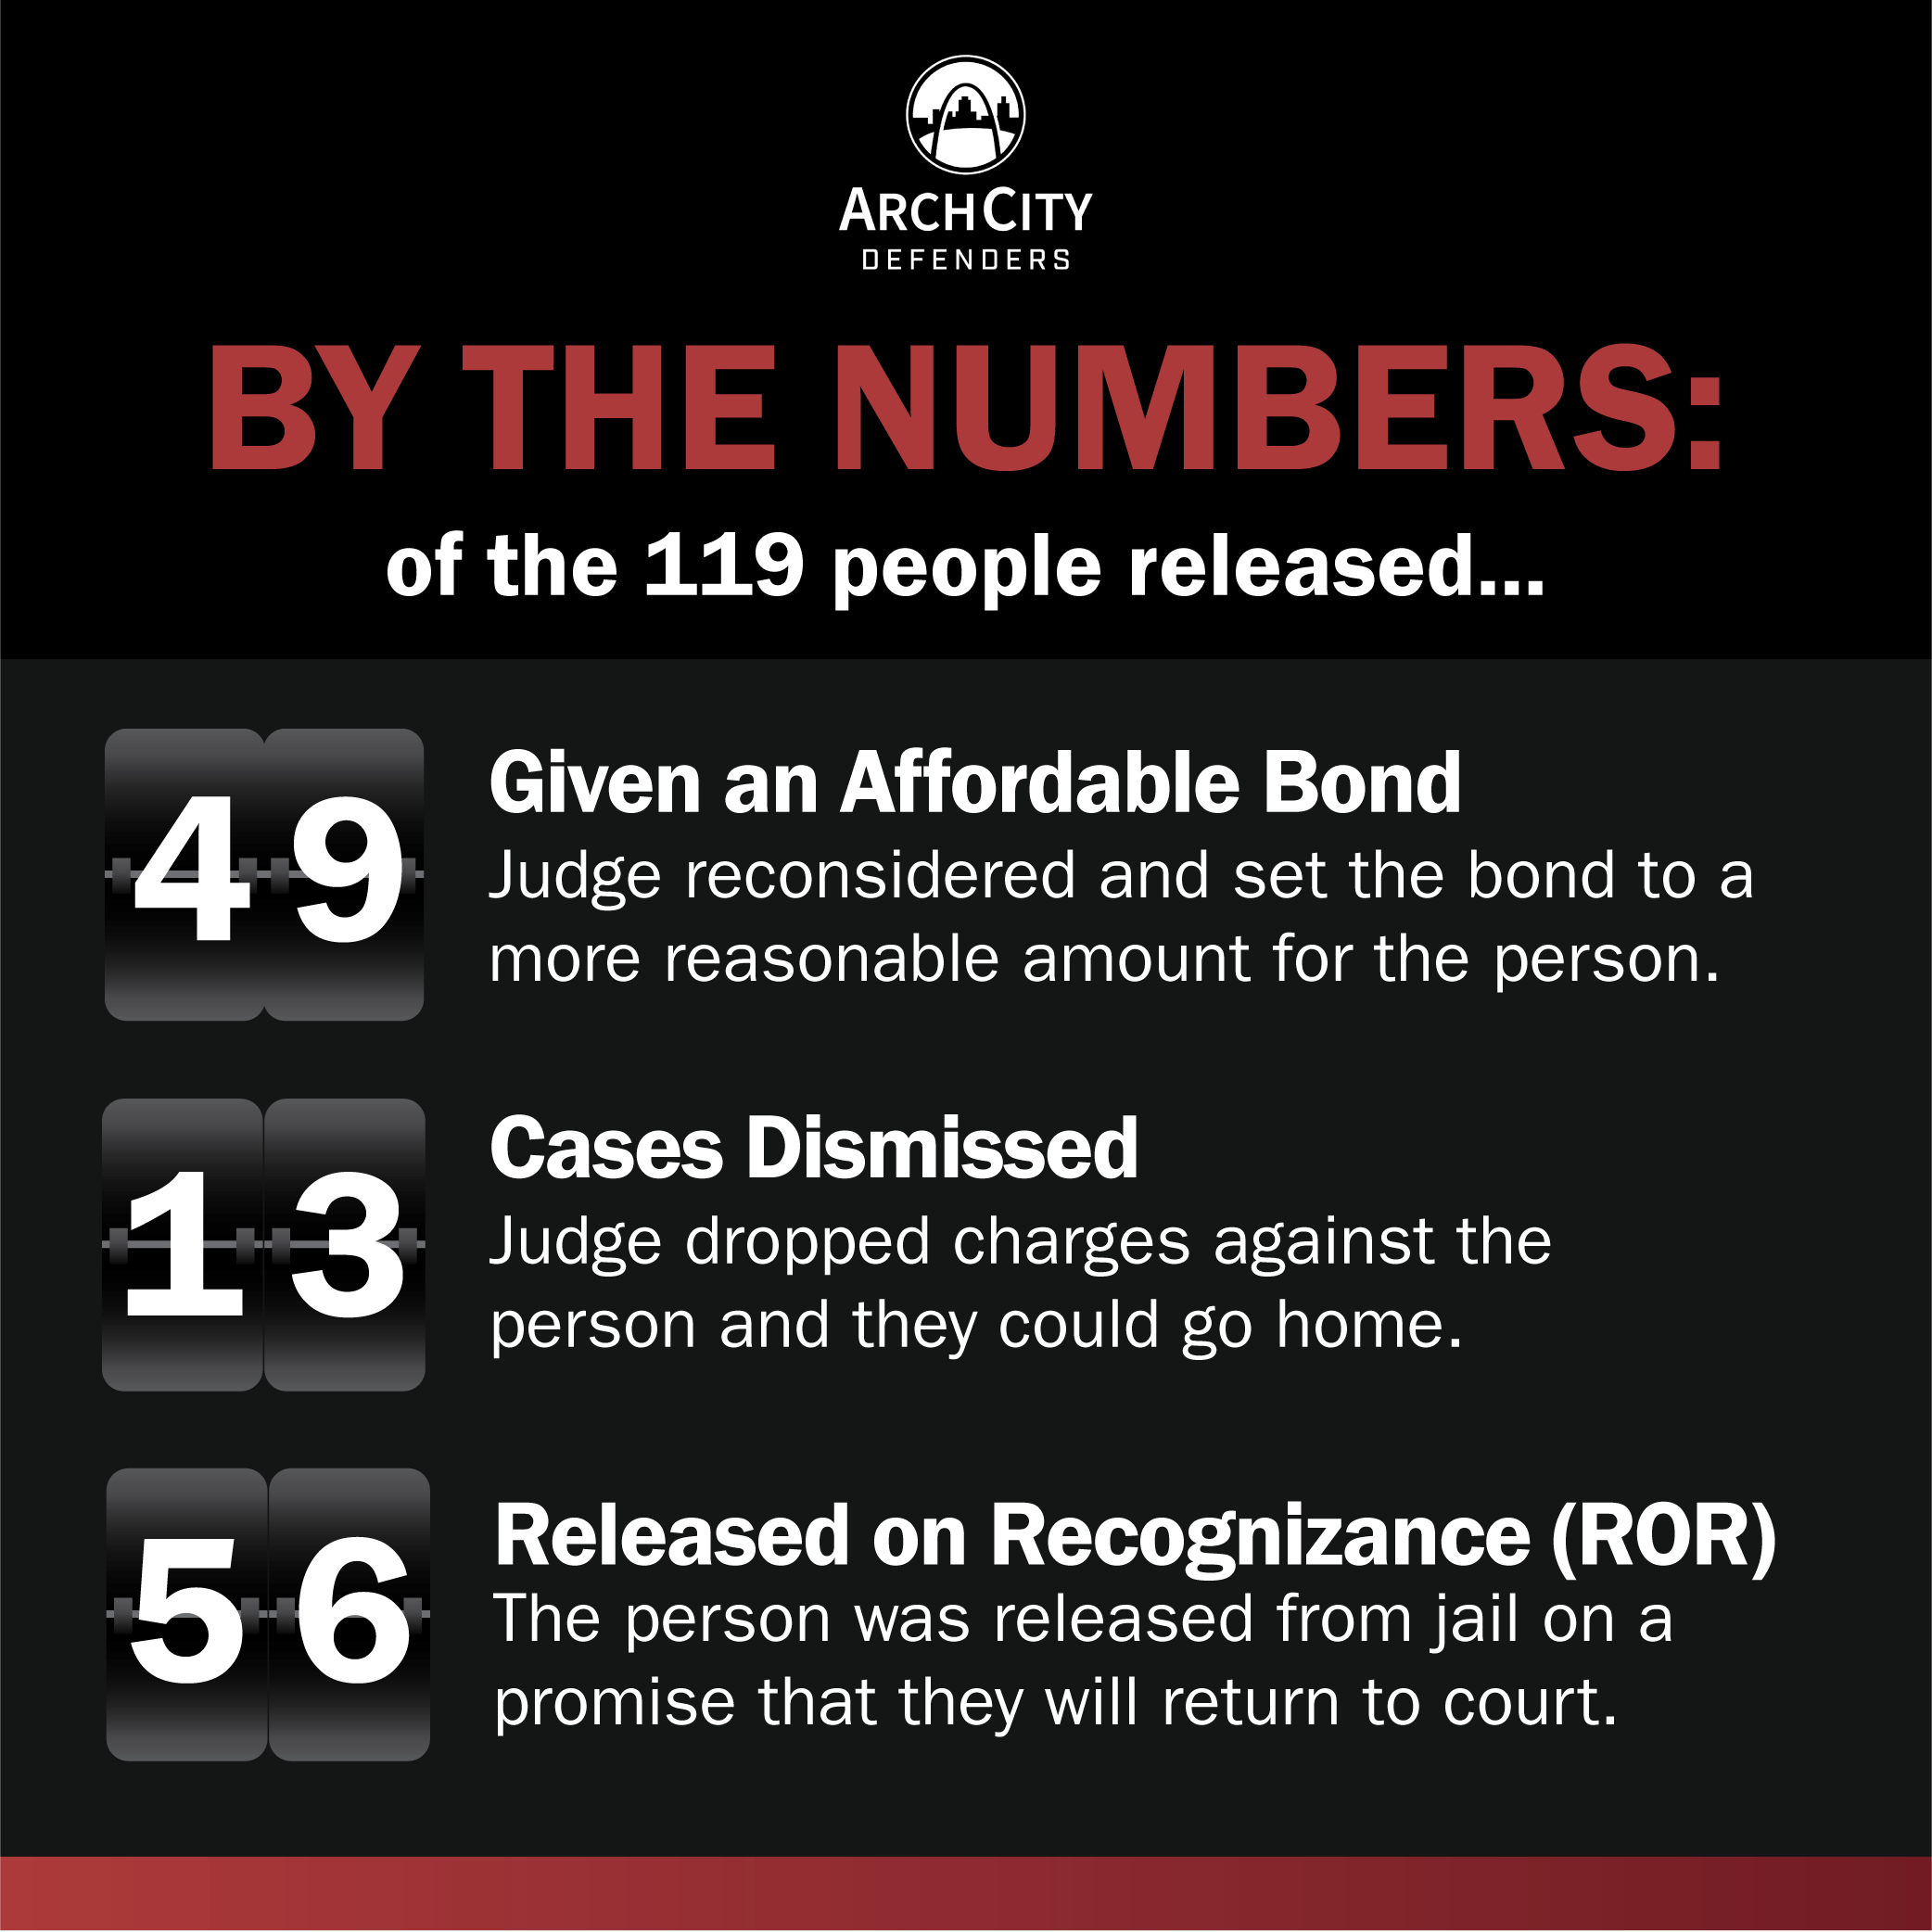 ARCHCITY
DEFENDERS
BY THE NUMBERS:
of the 119 people released...
49
Given an Affordable Bond
Judge reconsidered and set the bond to a
more reasonable amount for the person.
13
Cases Dismissed
Judge dropped charges against the
person and they could go home.
56
Released on Recognizance (ROR)
The person was released from jail on a
promise that they will return to court.